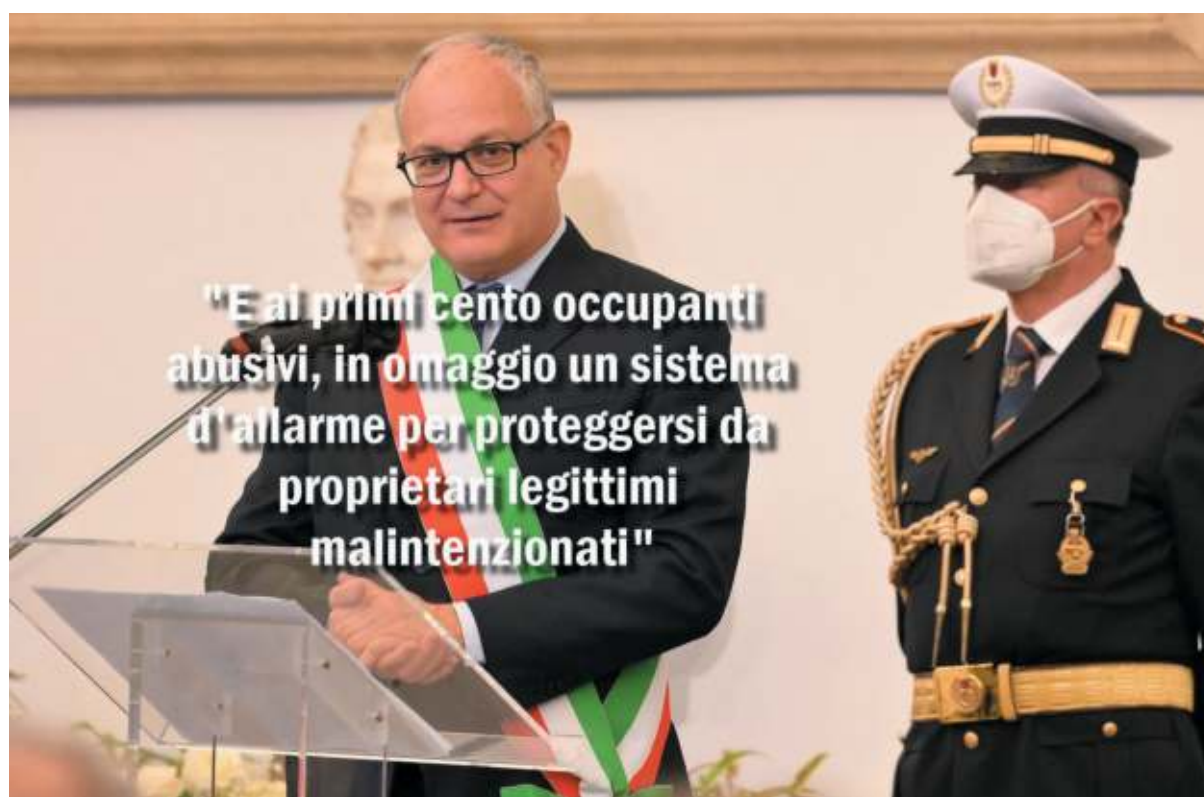 "E ai primi cento occupanti
abusivi, in omaggio un sistema
d'allarme per proteggersi da
proprietari legittimi
malintenzionati"